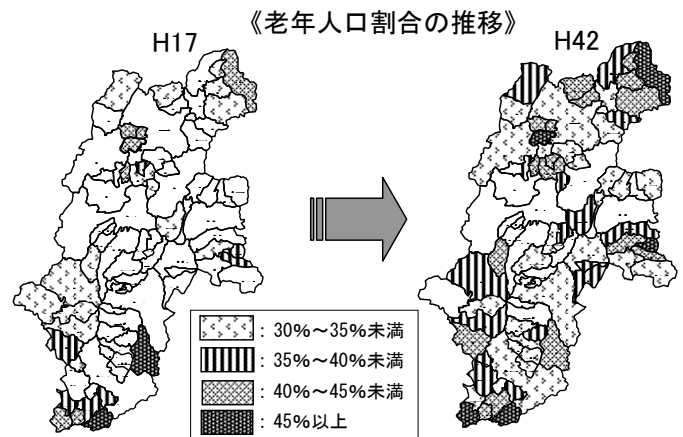 《老年人口割合の推移》
H17
H42
: 30%～35%未満
: 35%～40%未満
: 40%～45%未満
: 45%以上